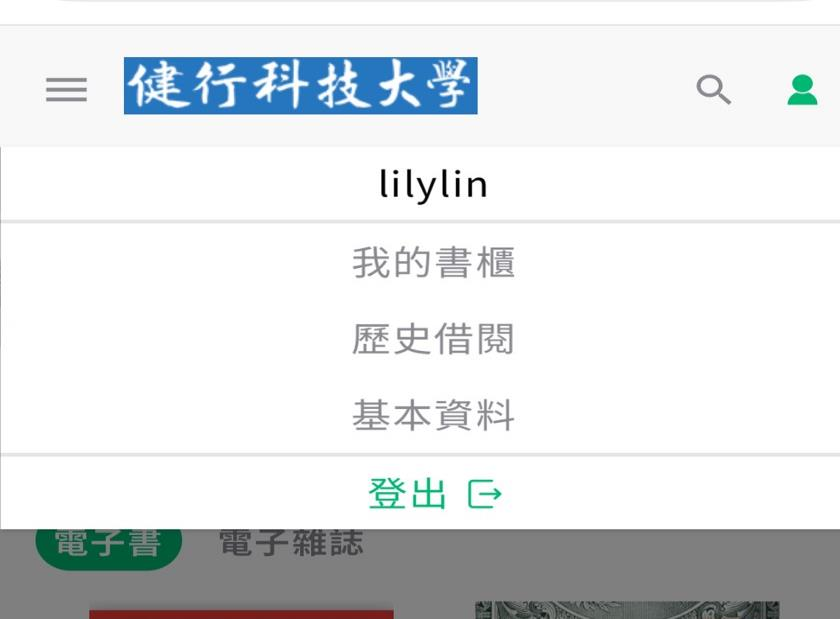 健行科技大學
lilylin
我的書櫃
歷史借閱
基本資料
登出
電子書 電子雜誌